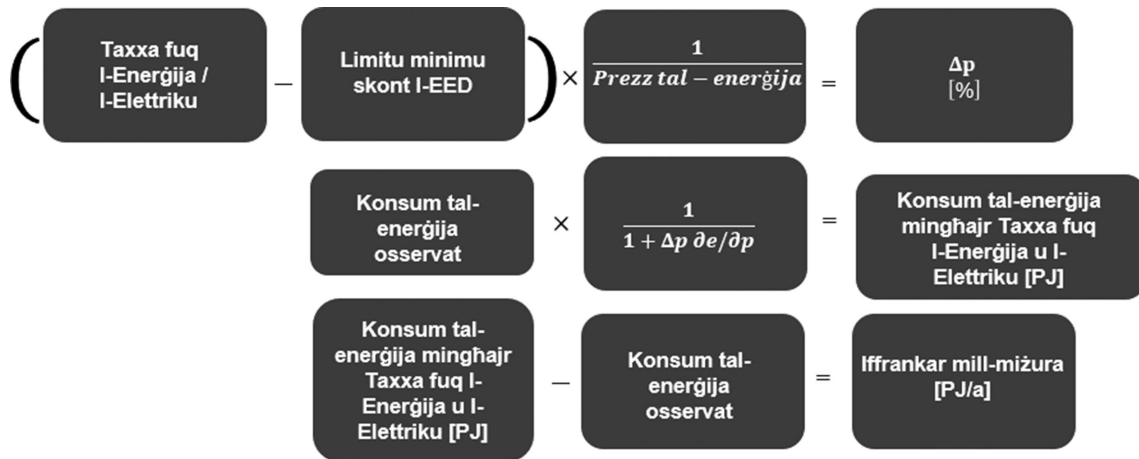 ( Taxxa fuq
l-Enerġija /
l-Elettriku
−
Limitu minimu
skont l-EED
) ×
1
Prezz tal − enerġija
=
Δp
[%]
Konsum tal-
enerġija
osservat
×
1
1 + Δp ∂e/∂p
=
Konsum tal-enerġija
mingħajr Taxxa fuq
l-Enerġija u l-
Elettriku [PJ]
Konsum tal-
enerġija mingħajr
Taxxa fuq l-
Enerġija u l-
Elettriku [PJ]
−
Konsum tal-
enerġija
osservat
=
Iffrankar mill-miżura
[PJ/a]